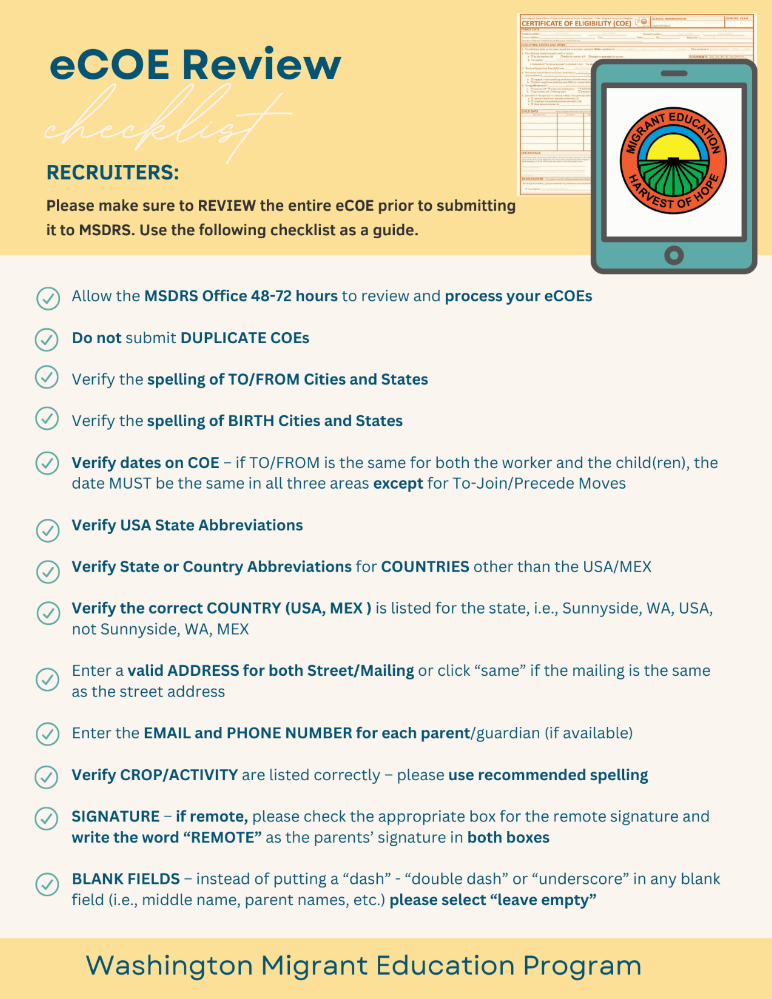 eCOE Review
checklist
RECRUITERS:
Please make sure to REVIEW the entire eCOE prior to submitting
it to MSDRS. Use the following checklist as a guide.
CERTIFICATE OF ELIGIBILITY (COE)
SCHOOL INFORMATION
SCHOOL YEAR
FAMILY DATA
QUALIFYING MOVES AND WORK
COMMENTS
CHILD DATA
INTERVIEWER
REVALIDATION
MIGRANT EDUCATION
HARVEST OF HOPE
Allow the MSDRS Office 48-72 hours to review and process your eCOEs
Do not submit DUPLICATE COEs
Verify the spelling of TO/FROM Cities and States
Verify the spelling of BIRTH Cities and States
Verify dates on COE – if TO/FROM is the same for both the worker and the child(ren), the
date MUST be the same in all three areas except for To-Join/Precede Moves
Verify USA State Abbreviations
Verify State or Country Abbreviations for COUNTRIES other than the USA/MEX
Verify the correct COUNTRY (USA, MEX ) is listed for the state, i.e., Sunnyside, WA, USA,
not Sunnyside, WA, MEX
Enter a valid ADDRESS for both Street/Mailing or click “same” if the mailing is the same
as the street address
Enter the EMAIL and PHONE NUMBER for each parent/guardian (if available)
Verify CROP/ACTIVITY are listed correctly – please use recommended spelling
SIGNATURE – if remote, please check the appropriate box for the remote signature and
write the word “REMOTE” as the parents’ signature in both boxes
BLANK FIELDS – instead of putting a “dash” - “double dash” or “underscore” in any blank
field (i.e., middle name, parent names, etc.) please select “leave empty”
Washington Migrant Education Program